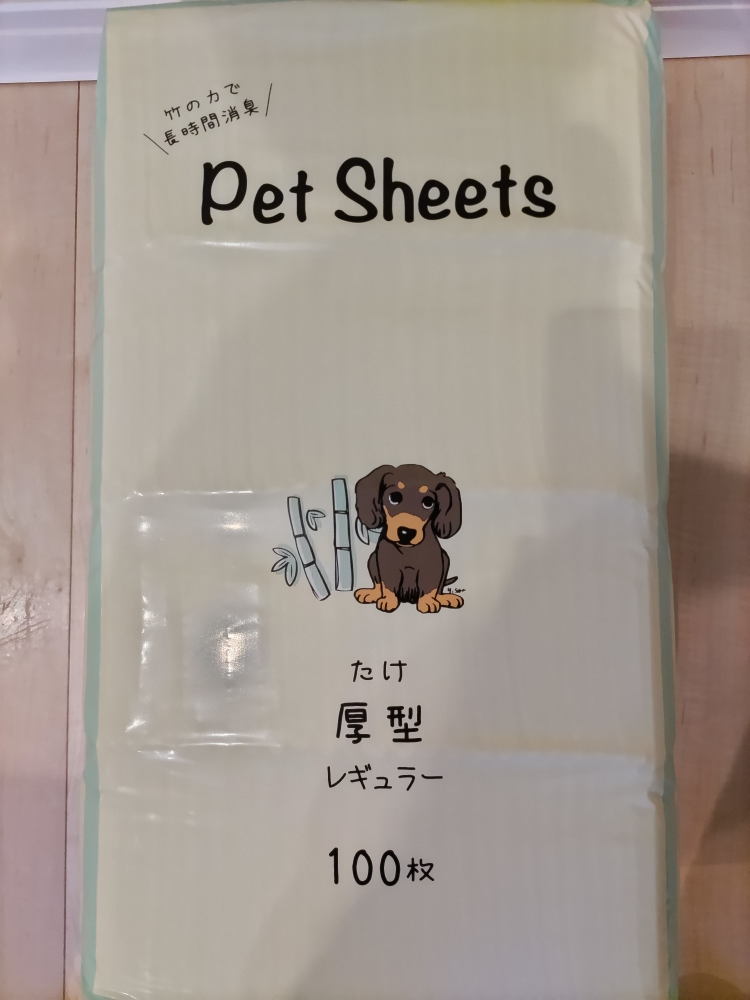 竹の力で
長時間消臭
Pet Sheets
たけ
厚型
レギュラー
100枚